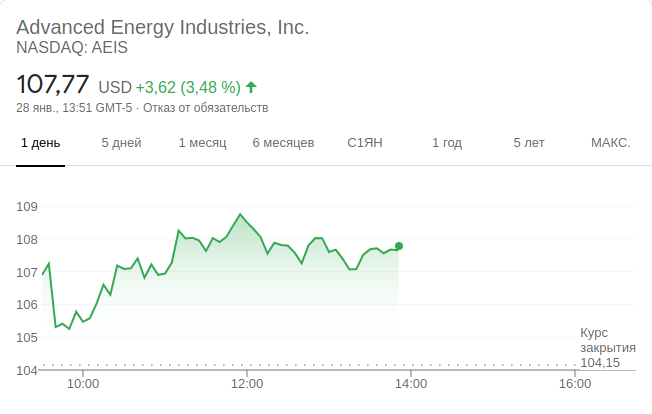 Advanced Energy Industries, Inc.
NASDAQ: AEIS
107,77 USD +3,62 (3,48 %)
28 янв., 13:51 GMT-5 · Отказ от обязательств
1 день 5 дней 1 месяц 6 месяцев С1ЯН 1 год 5 лет МАКС.
109
108
107
106
105
104
Курс
закрытия
104,15
10:00 12:00 14:00 16:00